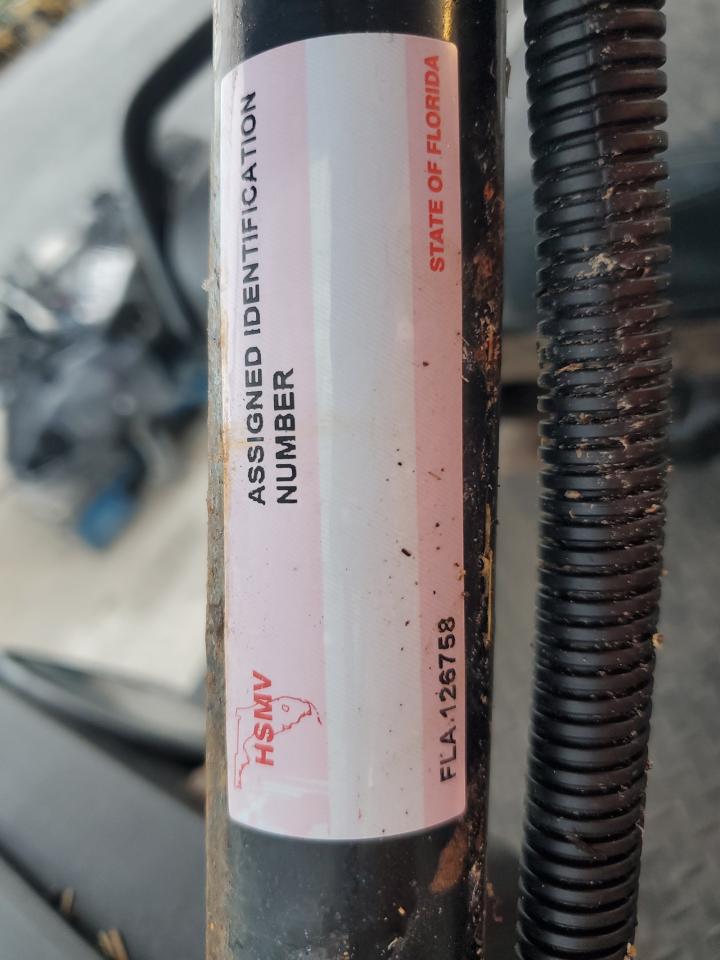 ASSIGNED IDENTIFICATION
NUMBER
HSMV
STATE OF FLORIDA
FLA 126758